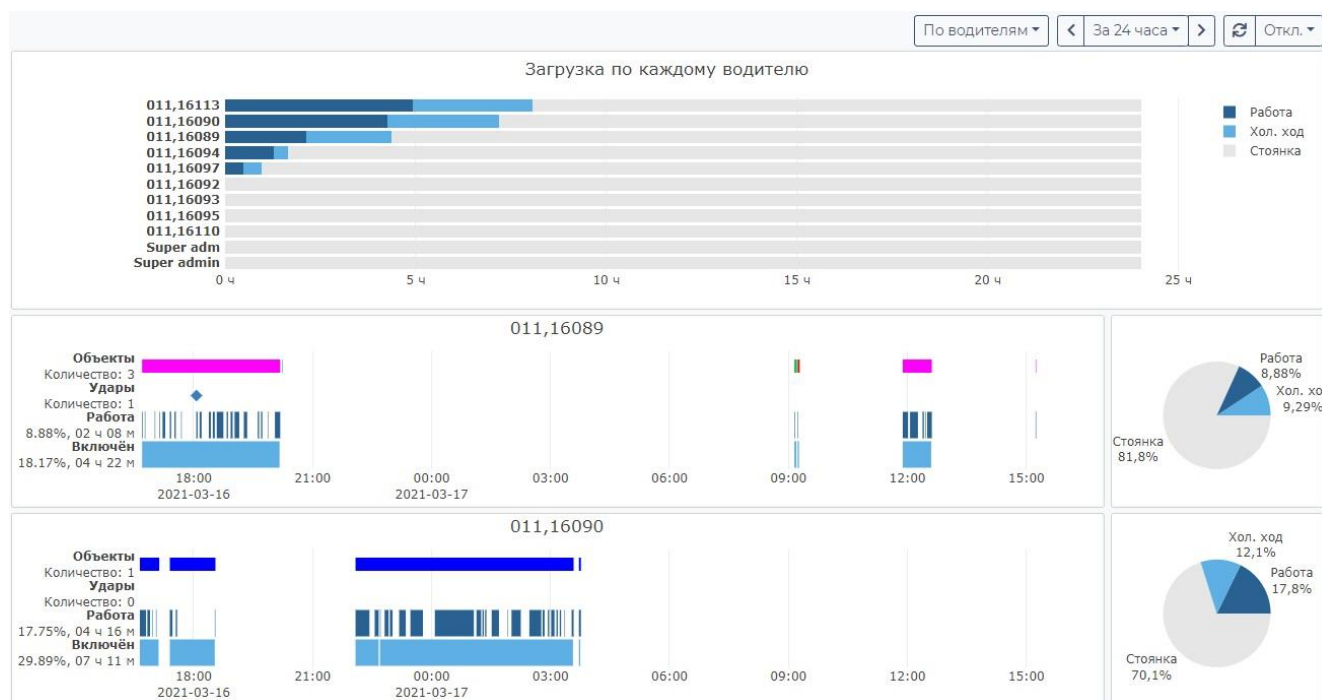 По водителям
За 24 часа
Откл.
Загрузка по каждому водителю
011,16113
011,16090
011,16089
011,16094
011,16097
011,16092
011,16093
011,16095
011,16110
Super adm
Super admin
0 ч 5 ч 10 ч 15 ч 20 ч 25 ч
Работа
Хол. ход
Стоянка
011,16089
Объекты
Количество: 3
Удары
Количество: 1
Работа
8.88%, 02 ч 08 м
Включён
18.17%, 04 ч 22 м
18:00 21:00 00:00 03:00 06:00 09:00 12:00 15:00
2021-03-16 2021-03-17
Работа
8,88%
Хол. хо
9,29%
Стоянка
81,8%
011,16090
Объекты
Количество: 1
Удары
Количество: 0
Работа
17.75%, 04 ч 16 м
Включён
29.89%, 07 ч 11 м
18:00 21:00 00:00 03:00 06:00 09:00 12:00 15:00
2021-03-16 2021-03-17
Хол. ход
12,1%
Работа
17,8%
Стоянка
70,1%